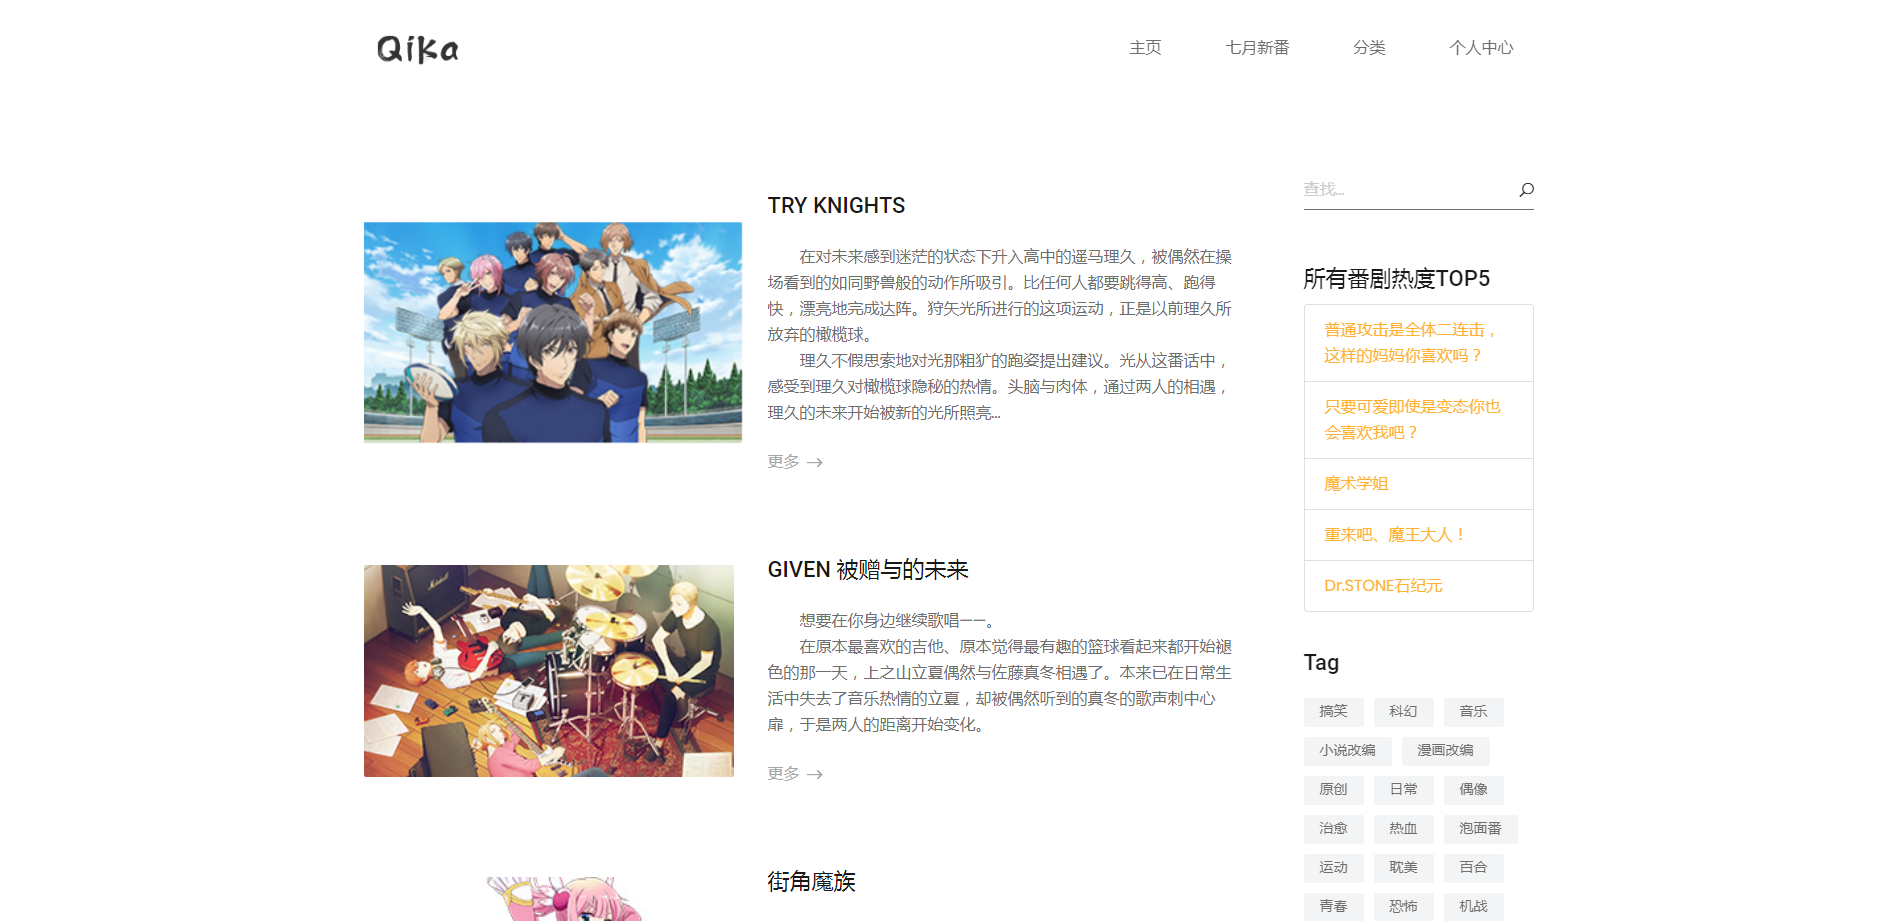 Qika
主页
七月新番
分类
个人中心
TRY KNIGHTS
在对未来感到迷茫的状态下升入高中的遥马理久，被偶然在操
场看到的如同野兽般的动作所吸引。比任何人都要跳得高、跑得
快，漂亮地完成达阵。狩矢光所进行的这项运动，正是以前理久所
放弃的橄榄球。
理久不假思索地对光那粗犷的跑姿提出建议。光从这番话中，
感受到理久对橄榄球隐秘的热情。头脑与肉体，通过两人的相遇，
理久的未来开始被新的光所照亮...
更多 →
GIVEN 被赠与的未来
想要在你身边继续歌唱——。
在原本最喜欢的吉他、原本觉得最有趣的篮球看起来都开始褪
色的那一天，上之山立夏偶然与佐藤真冬相遇了。本来已在日常生
活中失去了音乐热情的立夏，却被偶然听到的真冬的歌声刺中心
扉，于是两人的距离开始变化。
更多 →
街角魔族
查找...
所有番剧热度TOP5
普通攻击是全体二连击，
这样的妈妈你喜欢吗？
只要可爱即使是变态你也
会喜欢我吧？
魔术学姐
重来吧、魔王大人！
Dr.STONE石纪元
Tag
搞笑 科幻 音乐
小说改编 漫画改编
原创 日常 偶像
治愈 热血 泡面番
运动 耽美 百合
青春 恐怖 机战